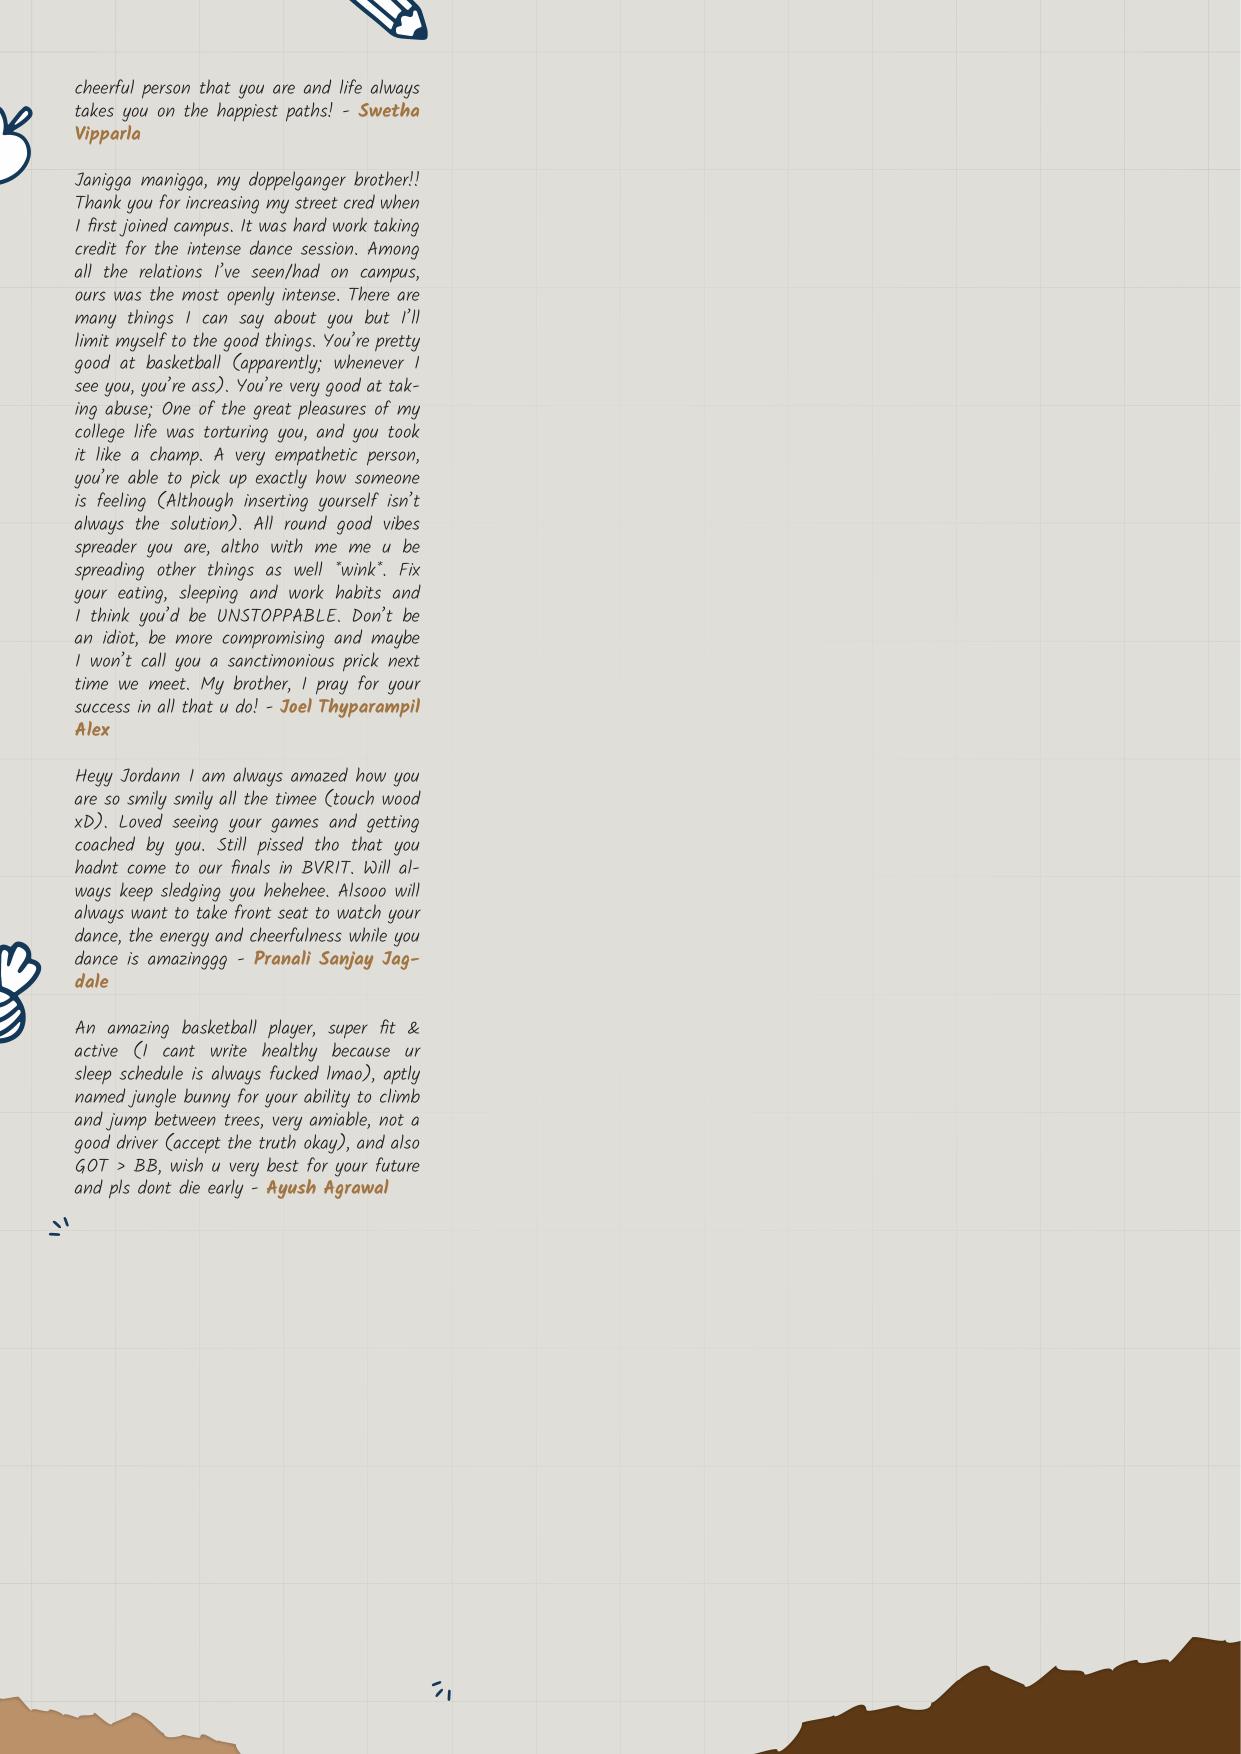 cheerful person that you are and life always
takes you on the happiest paths! - Swetha
Vipparla
Janigga manigga, my doppelganger brother!!
Thank you for increasing my street cred when
I first joined campus. It was hard work taking
credit for the intense dance session. Among
all the relations I've seen/had on campus,
ours was the most openly intense. There are
many things I can say about you but I'll
limit myself to the good things. You're pretty
good at basketball (apparently; whenever I
see you, you're ass). You're very good at tak-
ing abuse; One of the great pleasures of my
college life was torturing you, and you took
it like a champ. A very empathetic person,
you're able to pick up exactly how someone
is feeling (Although inserting yourself isn't
always the solution). All round good vibes
spreader you are, altho with me me u be
spreading other things as well *wink*. Fix
your eating, sleeping and work habits and
I think you'd be UNSTOPPABLE. Don't be
an idiot, be more compromising and maybe
I won't call you a sanctimonious prick next
time we meet. My brother, I pray for your
success in all that u do! - Joel Thyparampil
Alex
Heyy Jordann I am always amazed how you
are so smily smily all the timee (touch wood
xD). Loved seeing your games and getting
coached by you. Still pissed tho that you
hadnt come to our finals in BVRIT. Will al-
ways keep sledging you hehehee. Alsooo will
always want to take front seat to watch your
dance, the energy and cheerfulness while you
dance is amazinggg - Pranali Sanjay Jag-
dale
An amazing basketball player, super fit &
active (I cant write healthy because ur
sleep schedule is always fucked lmao), aptly
named jungle bunny for your ability to climb
and jump between trees, very amiable, not a
good driver (accept the truth okay), and also
GOT > BB, wish u very best for your future
and pls dont die early - Ayush Agrawal